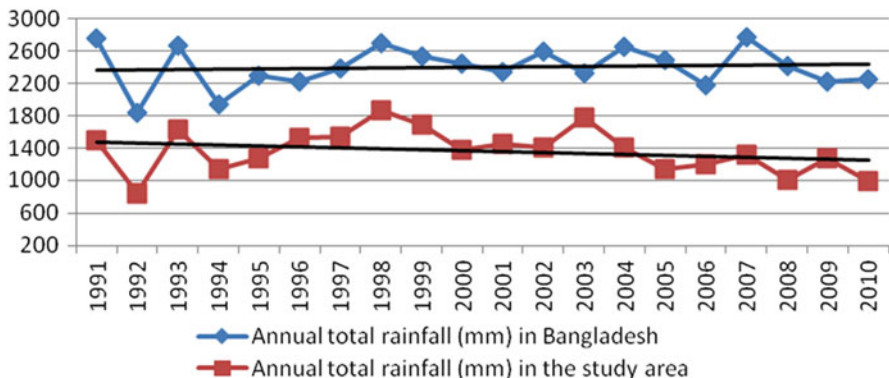 3000
2600
2200
1800
1400
1000
600
200
1991 1992 1993 1994 1995 1996 1997 1998 1999 2000 2001 2002 2003 2004 2005 2006 2007 2008 2009 2010
Annual total rainfall (mm) in Bangladesh
Annual total rainfall (mm) in the study area